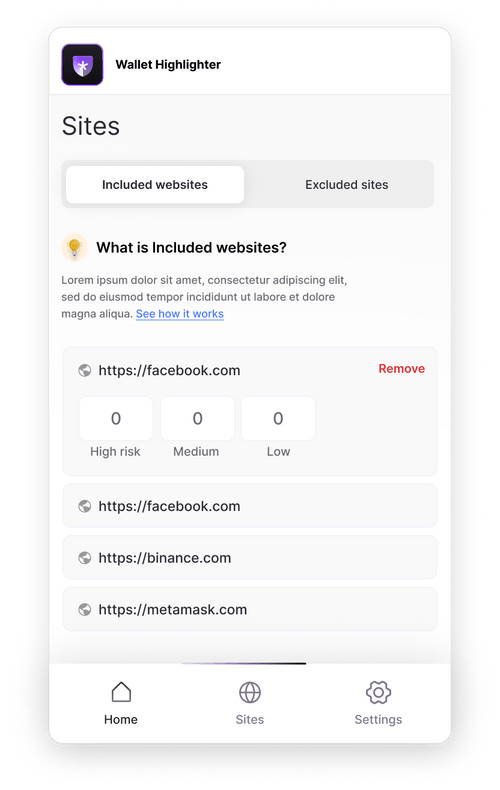 Wallet Highlighter
Sites
Included websites
Excluded sites
What is Included websites?
Lorem ipsum dolor sit amet, consectetur adipiscing elit,
sed do eiusmod tempor incididunt ut labore et dolore
magna aliqua. See how it works
https://facebook.com
Remove
0
0
0
High risk
Medium
Low
https://facebook.com
https://binance.com
https://metamask.com
Home
Sites
Settings